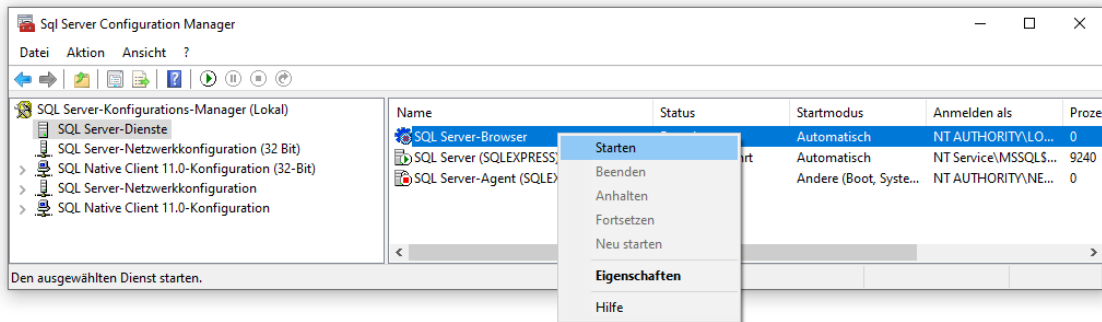 Sql Server Configuration Manager
Datei Aktion Ansicht ?
SQL Server-Konfigurations-Manager (Lokal)
SQL Server-Dienste
SQL Server-Netzwerkkonfiguration (32 Bit)
SQL Native Client 11.0-Konfiguration (32-Bit)
SQL Server-Netzwerkkonfiguration
SQL Native Client 11.0-Konfiguration
Name Status Startmodus Anmelden als Proze
SQL Server-Browser Automatisch NT AUTHORITY\LO... 0
SQL Server (SQLEXPRESS) rt Automatisch NT Service\MSSQL$... 9240
SQL Server-Agent (SQLEX Andere (Boot, Syste... NT AUTHORITY\NE... 0
Starten
Beenden
Anhalten
Fortsetzen
Neu starten
Eigenschaften
Hilfe
Den ausgewählten Dienst starten.